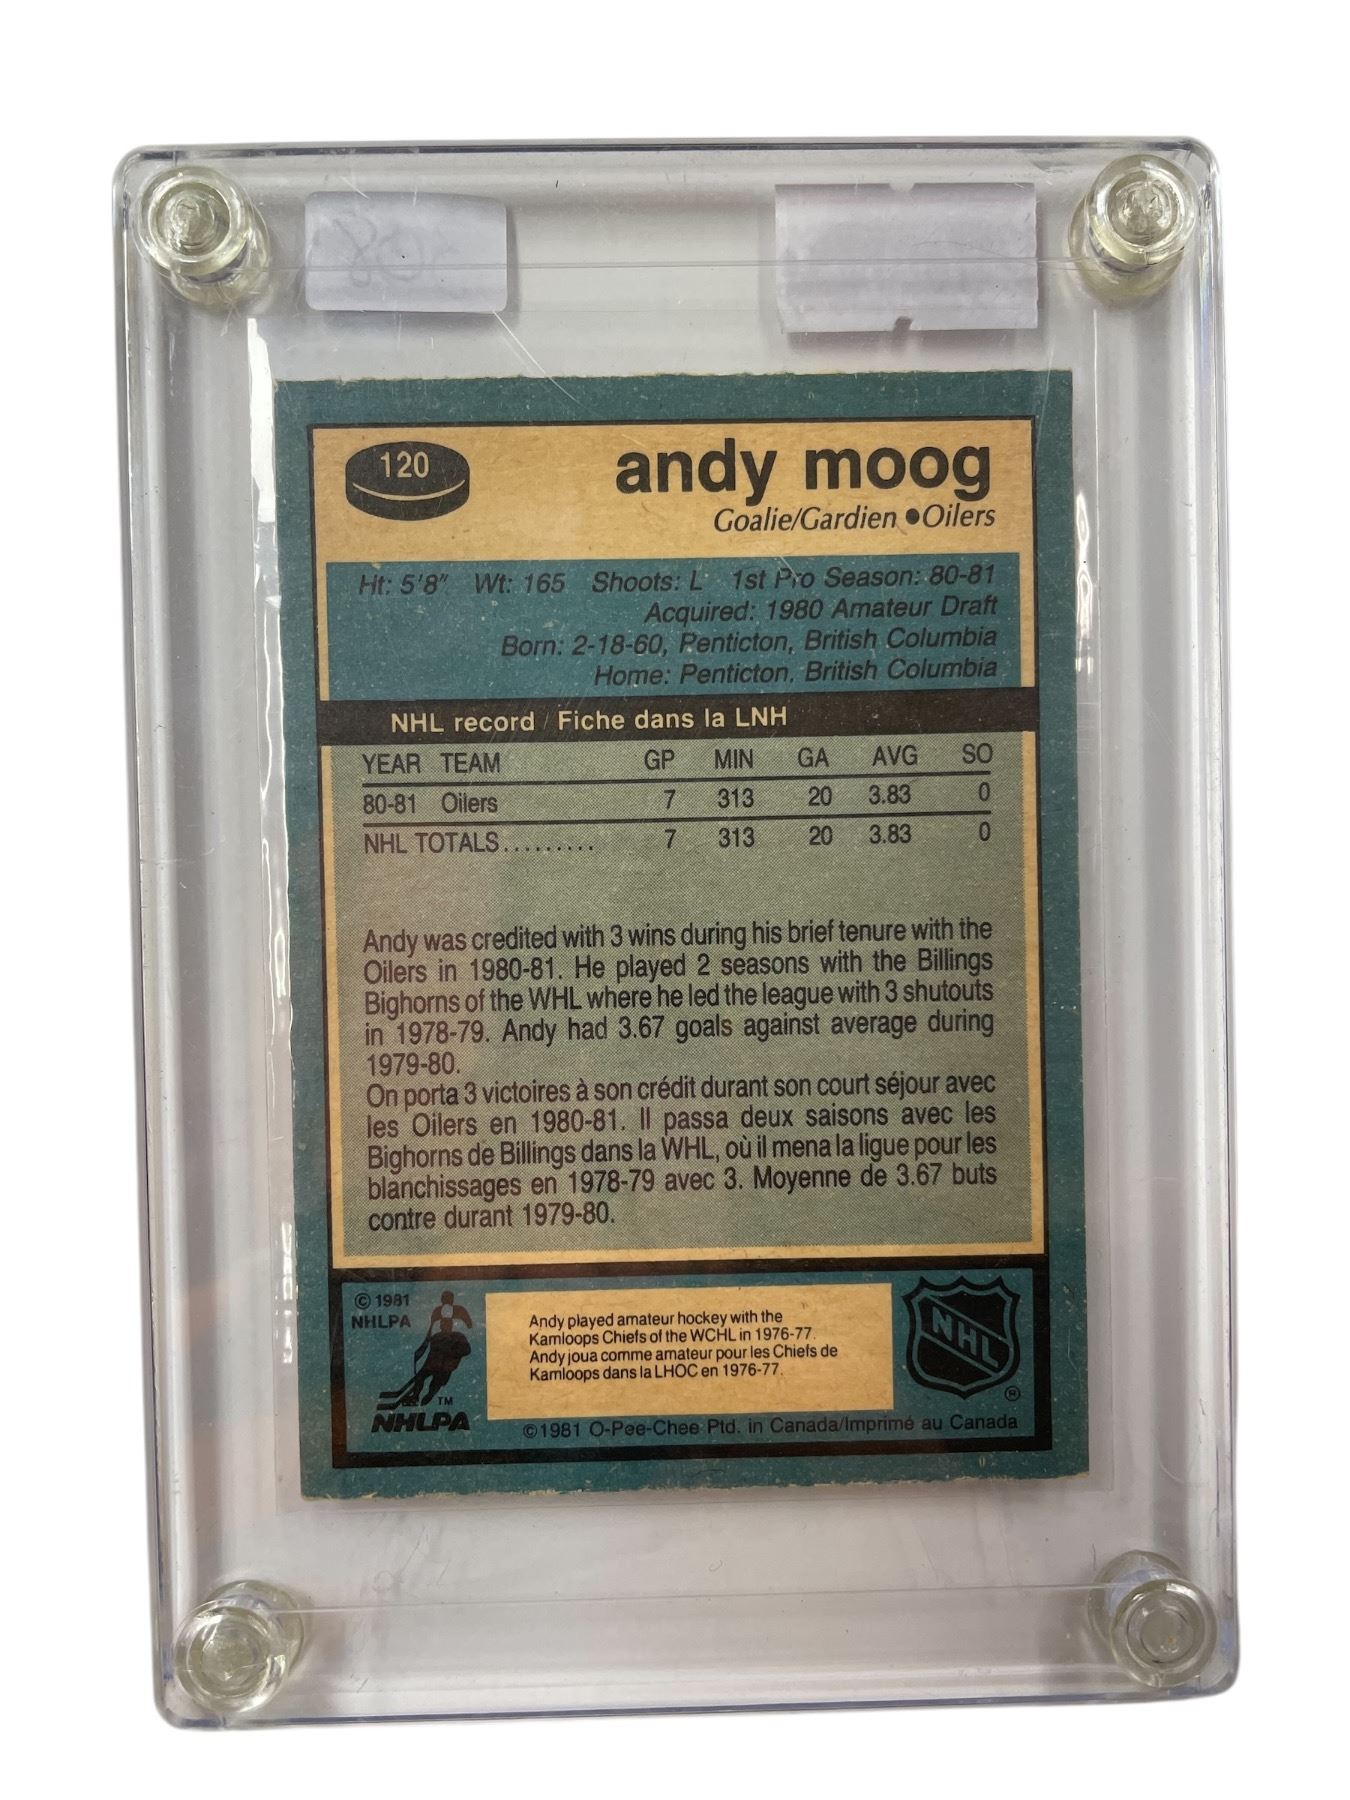 120
andy moog
Goalie/Gardien • Oilers
Ht: 5'8" Wt: 165 Shoots: L 1st Pro Season: 80-81
Acquired: 1980 Amateur Draft
Born: 2-18-60, Penticton, British Columbia
Home: Penticton, British Columbia
NHL record / Fiche dans la LNH
YEAR TEAM GP MIN GA AVG SO
80-81 Oilers 7 313 20 3.83 0
NHL TOTALS......... 7 313 20 3.83 0
Andy was credited with 3 wins during his brief tenure with the
Oilers in 1980-81. He played 2 seasons with the Billings
Bighorns of the WHL where he led the league with 3 shutouts
in 1978-79. Andy had 3.67 goals against average during
1979-80.
On porta 3 victoires à son crédit durant son court séjour avec
les Oilers en 1980-81. Il passa deux saisons avec les
Bighorns de Billings dans la WHL, où il mena la ligue pour les
blanchissages en 1978-79 avec 3. Moyenne de 3.67 buts
contre durant 1979-80.
© 1981
NHLPA
TM
NHLPA
Andy played amateur hockey with the
Kamloops Chiefs of the WCHL in 1976-77.
Andy joua comme amateur pour les Chiefs de
Kamloops dans la LHOC en 1976-77.
NHL
®
©1981 O-Pee-Chee Ptd. in Canada/Imprimé au Canada